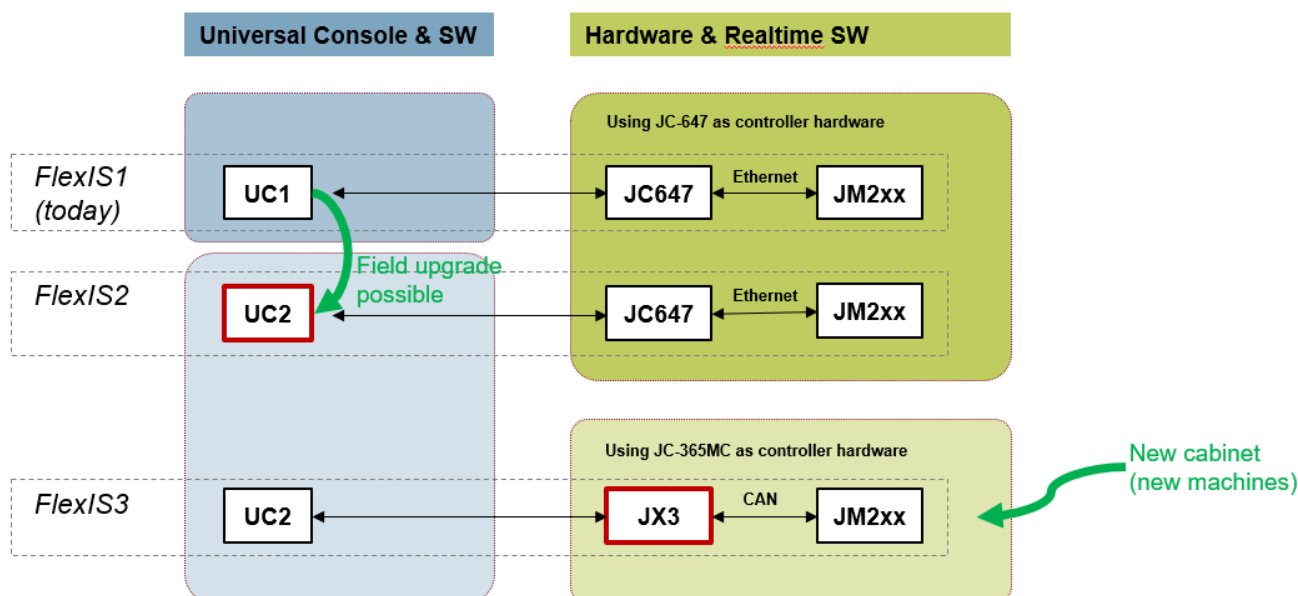 Universal Console & SW
Hardware & Realtime SW
Using JC-647 as controller hardware
FlexIS1
(today)
UC1
JC647
Ethernet
JM2xx
Field upgrade
possible
FlexIS2
UC2
JC647
Ethernet
JM2xx
Using JC-365MC as controller hardware
New cabinet
(new machines)
FlexIS3
UC2
JX3
CAN
JM2xx